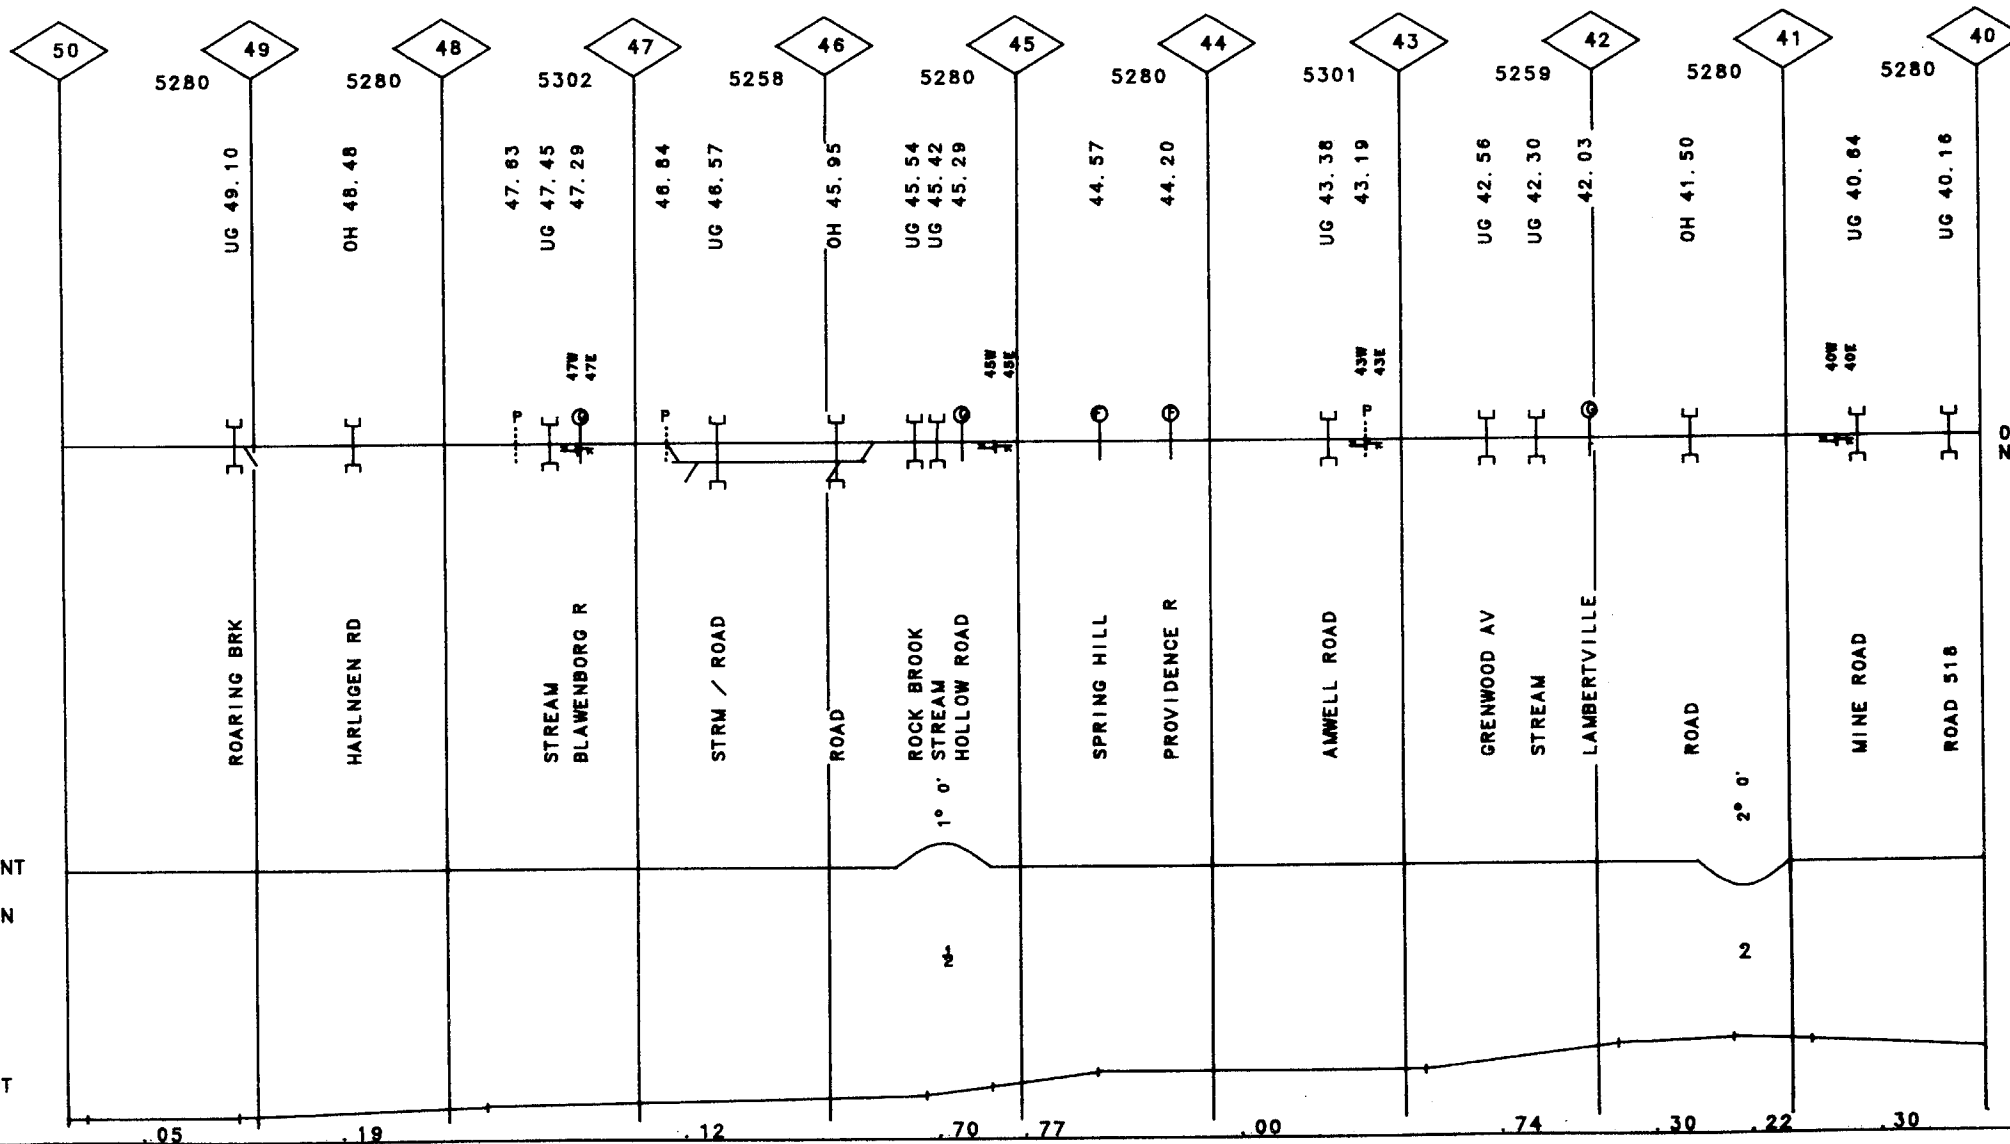 50 49 48 47 46 45 44 43 42 41 40
5280 5280 5302 5258 5280 5280 5301 5259 5280 5280
UG 49.10
OH 48.48
47.63
UG 47.45
47.29
46.84
UG 46.57
OH 45.95
UG 45.54
UG 45.42
45.29
44.57
44.20
UG 43.38
43.19
UG 42.56
UG 42.30
42.03
OH 41.50
UG 40.64
UG 40.16
47W
47E
45W
45E
43W
43E
40W
40E
P G P G F P P G
O
N
ROARING BRK
HARLNGEN RD
STREAM
BLAWENBORG R
STRM / ROAD
ROAD
ROCK BROOK
STREAM
HOLLOW ROAD
SPRING HILL
PROVIDENCE R
AMWELL ROAD
GRENWOOD AV
STREAM
LAMBERTVILLE
ROAD
MINE ROAD
ROAD 518
1° 0'
2° 0'
NT
N
2
T
.05 .19 .12 .70 .77 .00 .74 .30 .22 .30